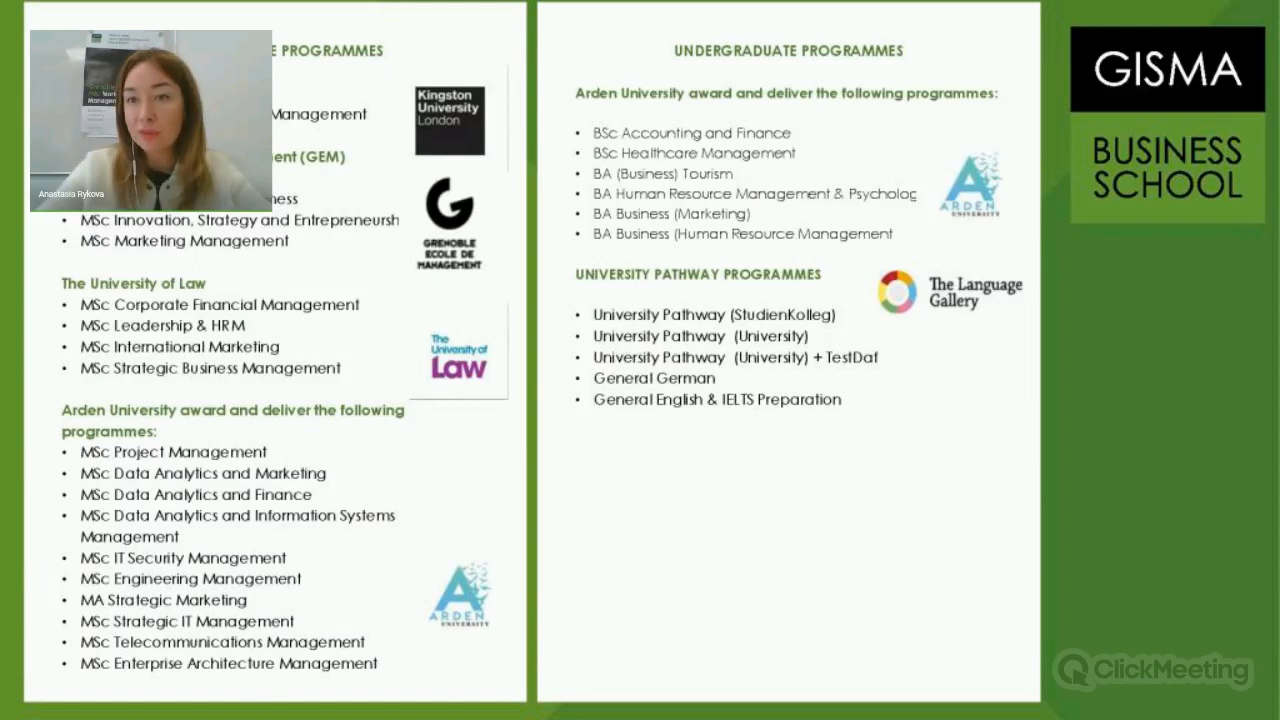 E PROGRAMMES
Management
ent (GEM)
ness
MSc Innovation, Strategy and Entrepreneursh
MSc Marketing Management
The University of Law
• MSc Corporate Financial Management
• MSc Leadership & HRM
• MSc International Marketing
• MSc Strategic Business Management
Arden University award and deliver the following
programmes:
• MSc Project Management
• MSc Data Analytics and Marketing
• MSc Data Analytics and Finance
• MSc Data Analytics and Information Systems
Management
• MSc IT Security Management
• MSc Engineering Management
• MA Strategic Marketing
• MSc Strategic IT Management
• MSc Telecommunications Management
• MSc Enterprise Architecture Management
Anastasia Rykova
Kingston
University
London
GRENOBLE
ECOLE DE
MANAGEMENT
The
University of
Law
ARDEN
UNIVERSITY
UNDERGRADUATE PROGRAMMES
Arden University award and deliver the following programmes:
• BSc Accounting and Finance
• BSc Healthcare Management
• BA (Business) Tourism
• BA Human Resource Management & Psycholog
• BA Business (Marketing)
• BA Business (Human Resource Management
ARDEN
UNIVERSITY
UNIVERSITY PATHWAY PROGRAMMES
The Language
Gallery
• University Pathway (StudienKolleg)
• University Pathway (University)
• University Pathway (University) + TestDaf
• General German
• General English & IELTS Preparation
GISMA
BUSINESS
SCHOOL
ClickMeeting